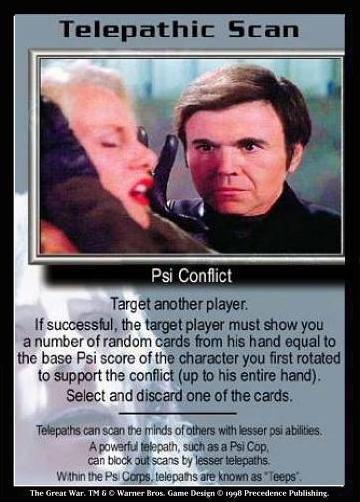 Telepathic Scan
Psi Conflict
Target another player.
If successful, the target player must show you
a number of random cards from his hand equal to
the base Psi score of the character you first rotated
to support the conflict (up to his entire hand).
Select and discard one of the cards.
Telepaths can scan the minds of others with lesser psi abilities.
A powerful telepath, such as a Psi Cop,
can block out scans by lesser telepaths.
Within the Psi Corps, telepaths are known as "Teeps".
The Great War. TM & © Warner Bros. Game Design © 1998 Precedence Publishing.